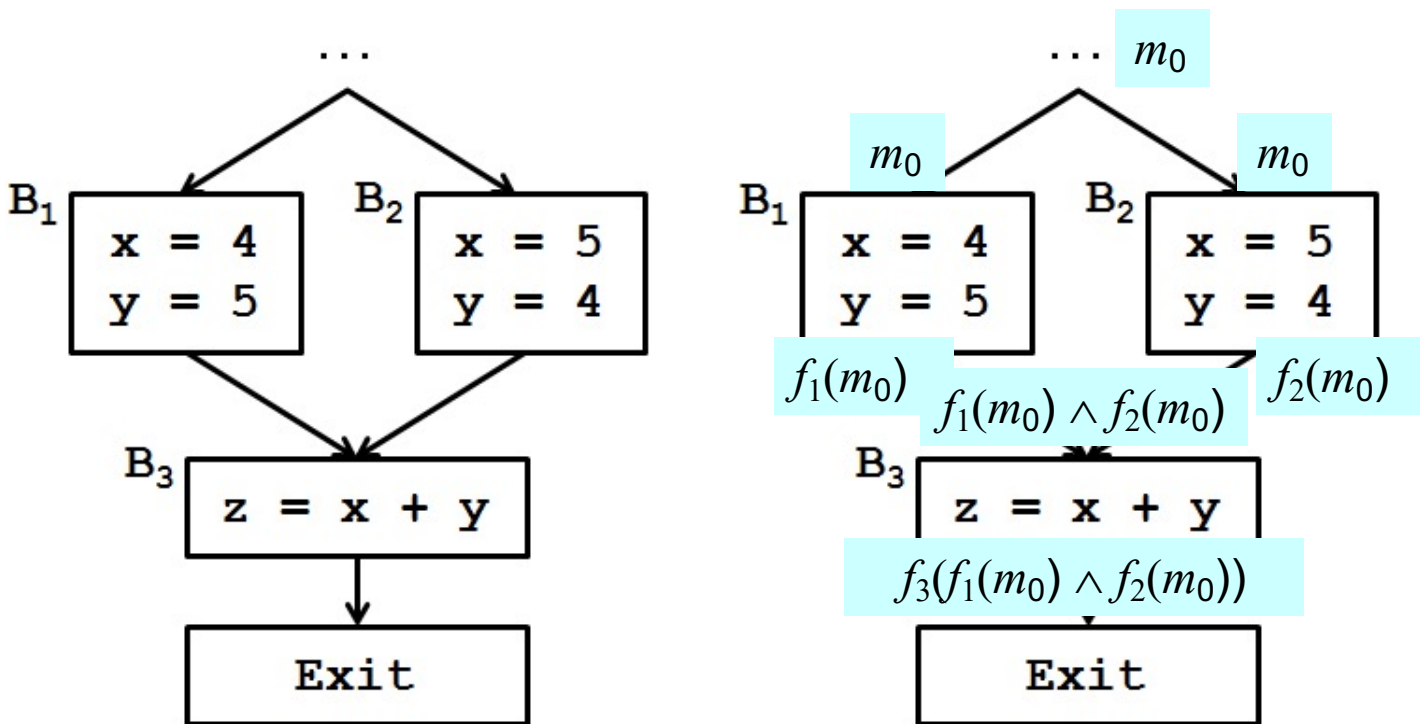 ...
B₁
x = 4
y = 5
B₂
x = 5
y = 4
B₃
z = x + y
Exit
... m₀
m₀
m₀
B₁
x = 4
y = 5
B₂
x = 5
y = 4
f₁(m₀)
f₂(m₀)
f₁(m₀) ∧ f₂(m₀)
B₃
z = x + y
f₃(f₁(m₀) ∧ f₂(m₀))
Exit